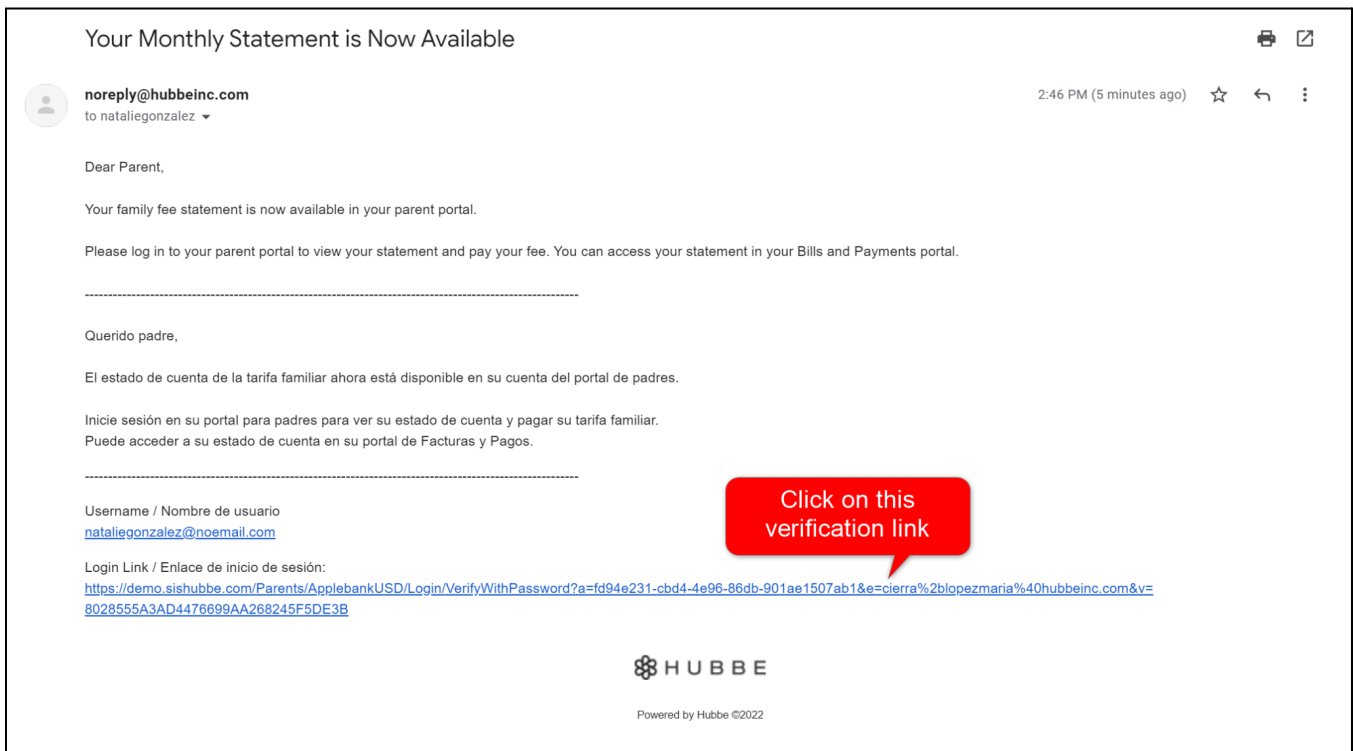 Your Monthly Statement is Now Available
noreply@hubbeinc.com
2:46 PM (5 minutes ago)
to nataliegonzalez
Dear Parent,
Your family fee statement is now available in your parent portal.
Please log in to your parent portal to view your statement and pay your fee. You can access your statement in your Bills and Payments portal.
------------------------------------------------------------------------------------------------------------
Querido padre,
El estado de cuenta de la tarifa familiar ahora está disponible en su cuenta del portal de padres.
Inicie sesión en su portal para padres para ver su estado de cuenta y pagar su tarifa familiar.
Puede acceder a su estado de cuenta en su portal de Facturas y Pagos.
------------------------------------------------------------------------------------------------------------
Click on this
verification link
Username / Nombre de usuario
nataliegonzalez@noemail.com
Login Link / Enlace de inicio de sesión:
https://demo.sishubbe.com/Parents/ApplebankUSD/Login/VerifyWithPassword?a=fd94e231-cbd4-4e96-86db-901ae1507ab1&e=cierra%2blopezmaria%40hubbeinc.com&v=
8028555A3AD4476699AA268245F5DE3B
HUBBE
Powered by Hubbe ©2022